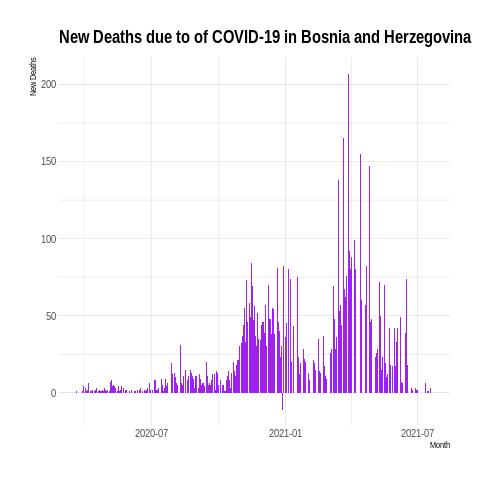 New Deaths due to of COVID-19 in Bosnia and Herzegovina
New Deaths
200
150
100
50
0
2020-07
2021-01
2021-07
Month